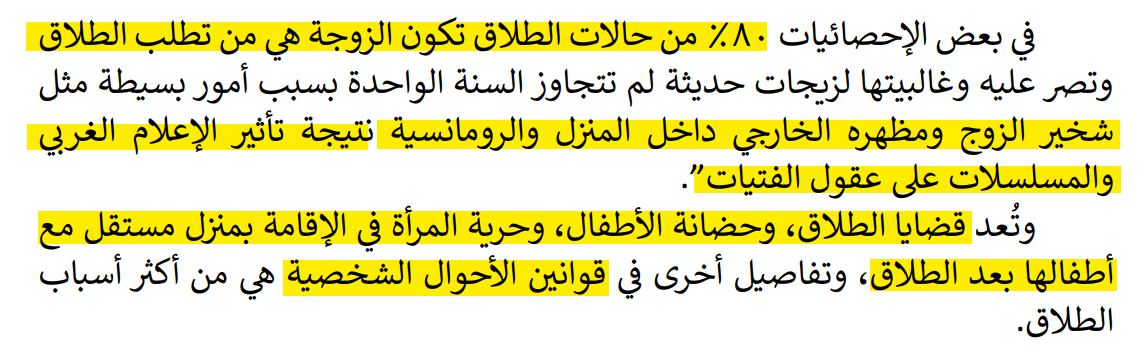 في بعض الإحصائيات ٨٠٪ من حالات الطلاق تكون الزوجة هي من تطلب الطلاق
وتصر عليه وغالبيتها لزيجات حديثة لم تتجاوز السنة الواحدة بسبب أمور بسيطة مثل
شخير الزوج ومظهره الخارجي داخل المنزل والرومانسية نتيجة تأثير الإعلام الغربي
والمسلسلات على عقول الفتيات”.
وتُعد قضايا الطلاق، وحضانة الأطفال، وحرية المرأة في الإقامة بمنزل مستقل مع
أطفالها بعد الطلاق، وتفاصيل أخرى في قوانين الأحوال الشخصية هي من أكثر أسباب
الطلاق.